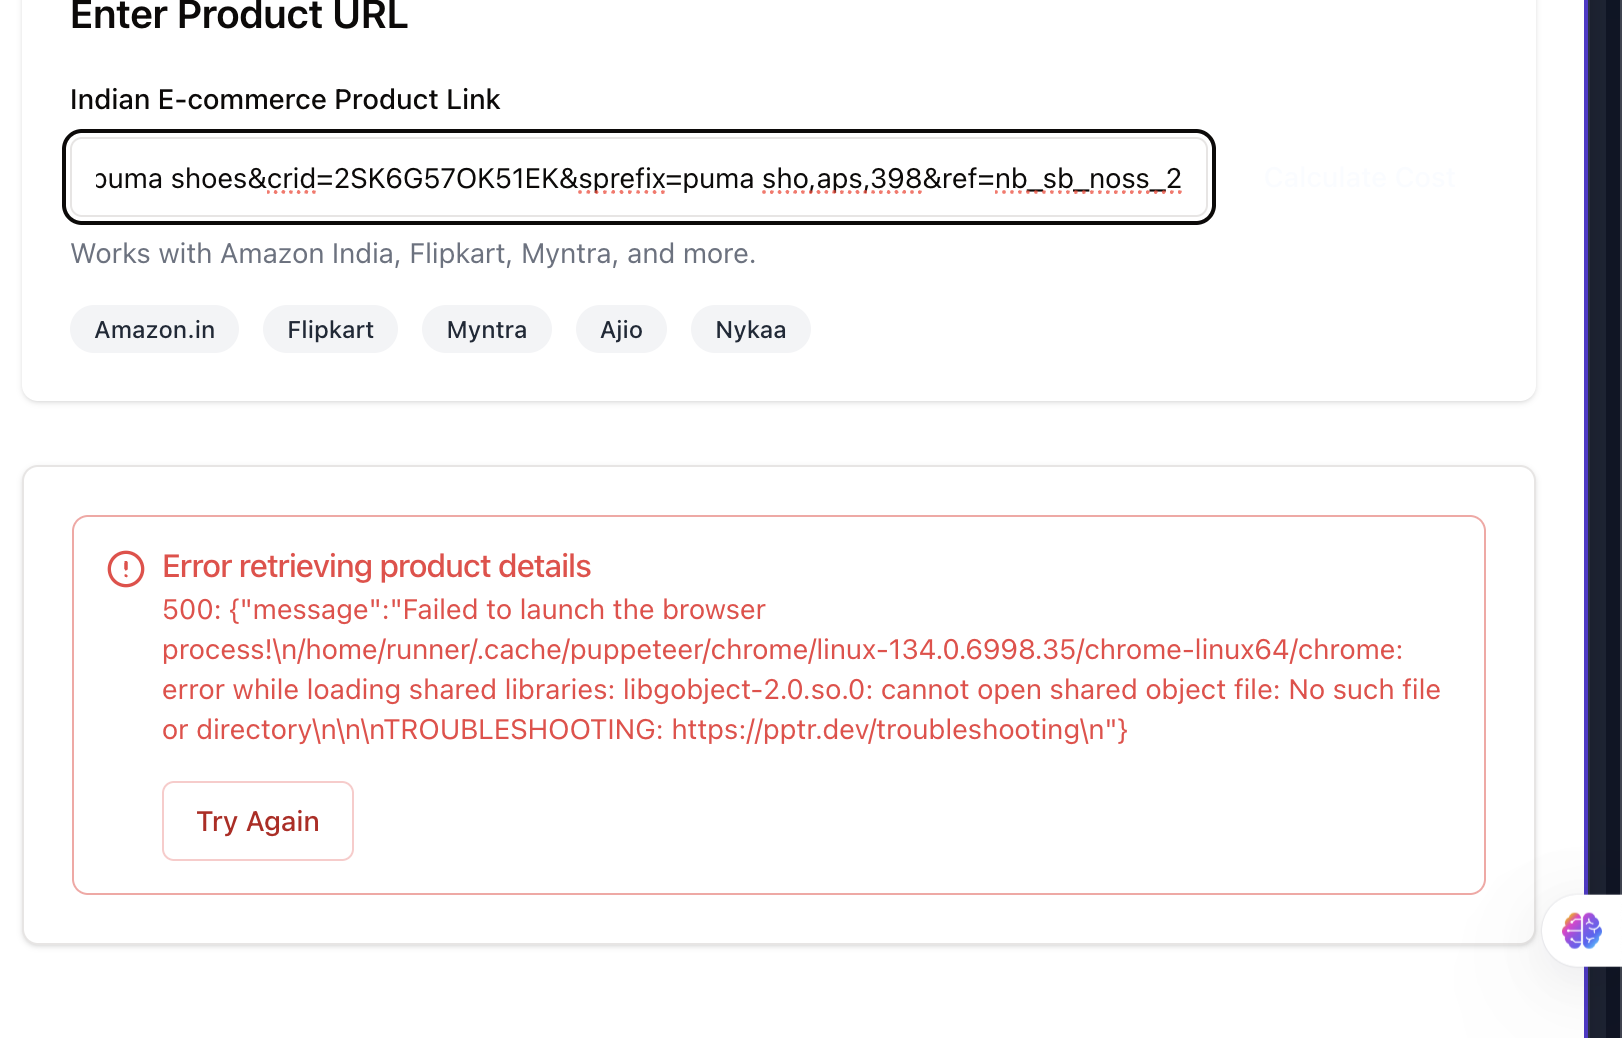 Enter Product URL
Indian E-commerce Product Link
puma shoes&crid=2SK6G57OK51EK&sprefix=puma sho,aps,398&ref=nb_sb_noss_2
Calculate Cost
Works with Amazon India, Flipkart, Myntra, and more.
Amazon.in Flipkart Myntra Ajio Nykaa
Error retrieving product details
500: {"message":"Failed to launch the browser
process!\n/home/runner/.cache/puppeteer/chrome/linux-134.0.6998.35/chrome-linux64/chrome:
error while loading shared libraries: libgobject-2.0.so.0: cannot open shared object file: No such file
or directory\n\n\nTROUBLESHOOTING: https://pptr.dev/troubleshooting\n"}
Try Again